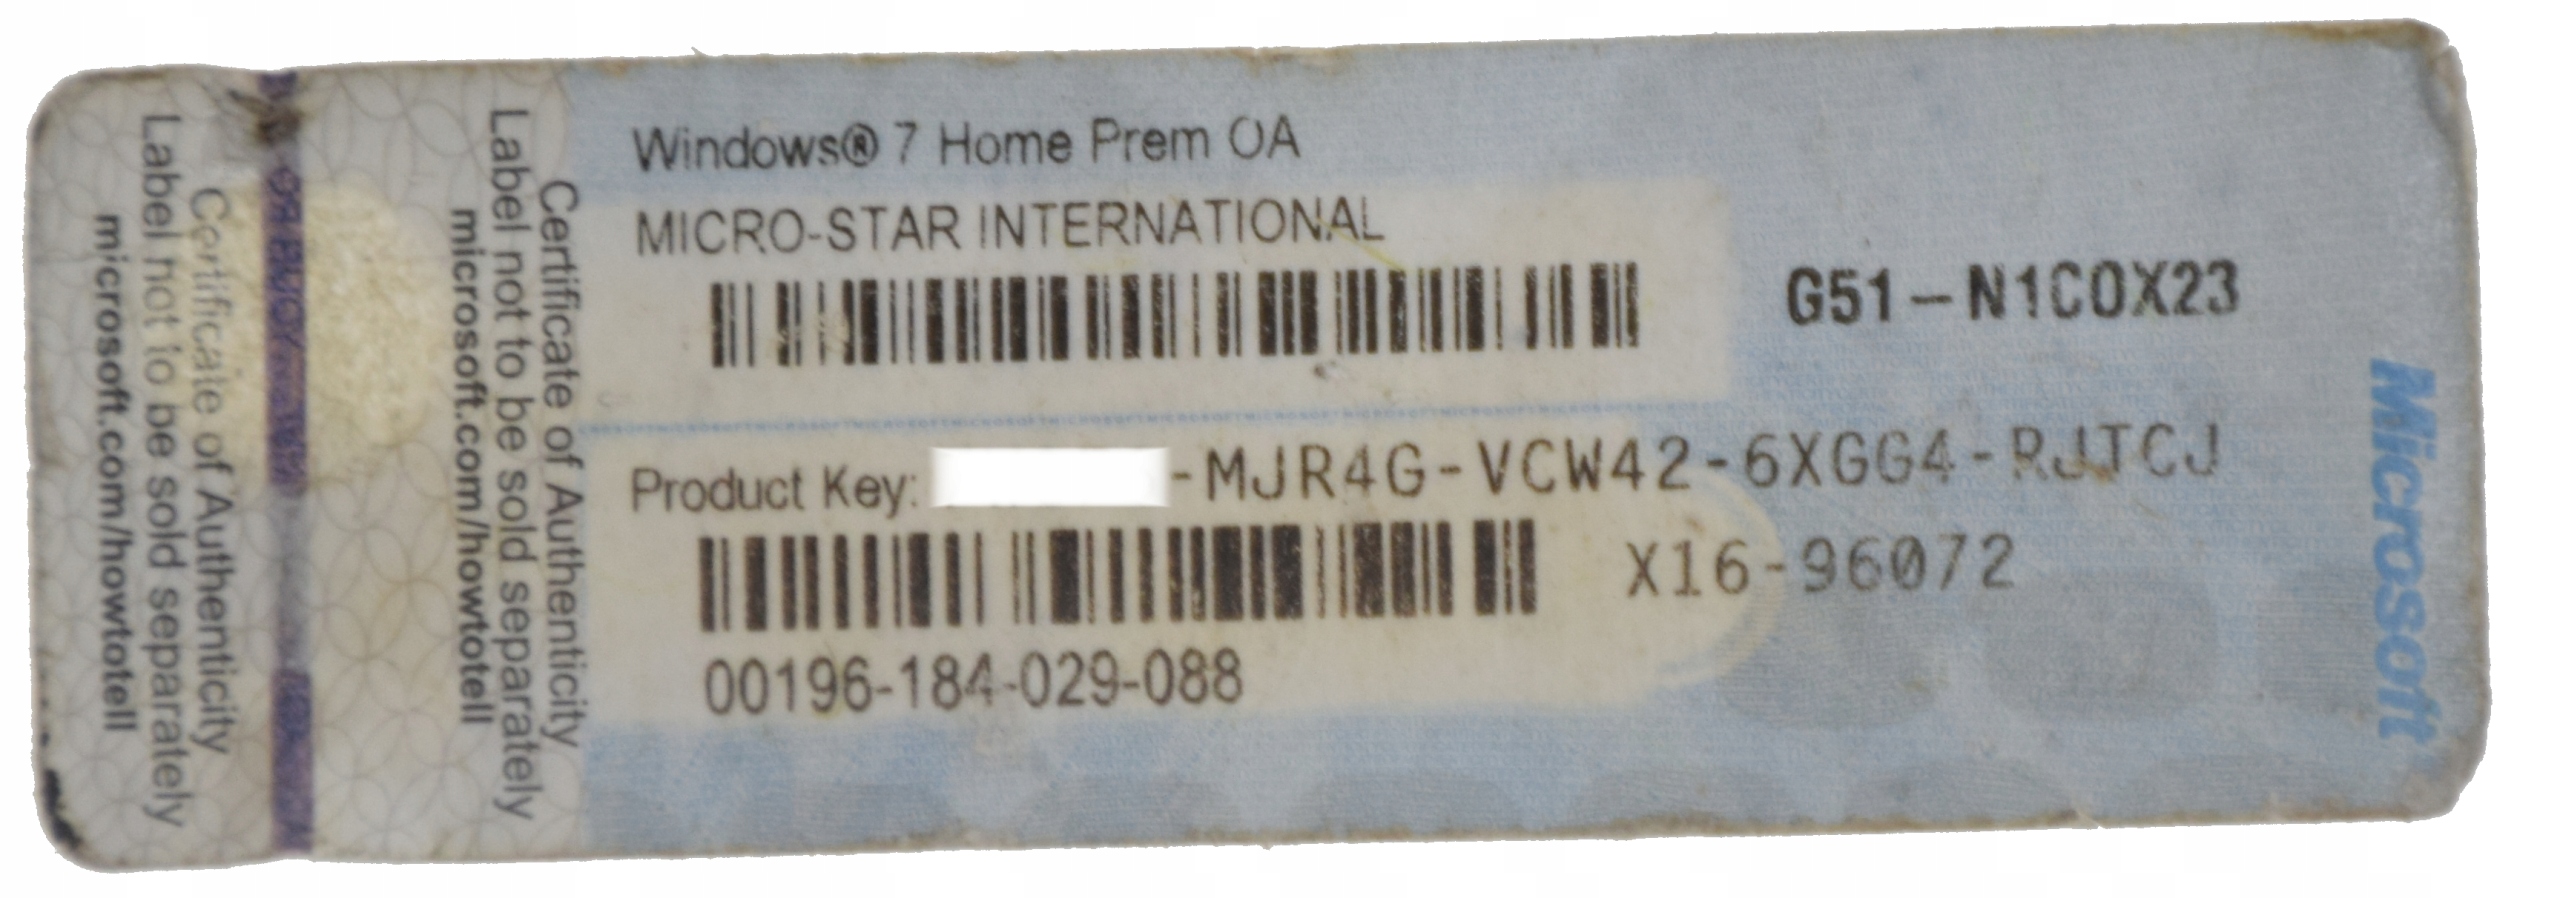 Certificate of Authenticity
Label not to be sold separately
microsoft.com/howtotell
Certificate of Authenticity
Label not to be sold separately
microsoft.com/howtotell
Windows® 7 Home Prem OA
MICRO-STAR INTERNATIONAL
G51-N1C0X23
Product Key: -MJR4G-VCW42-6XGG4-RJTCJ
X16-96072
00196-184-029-088
Microsoft